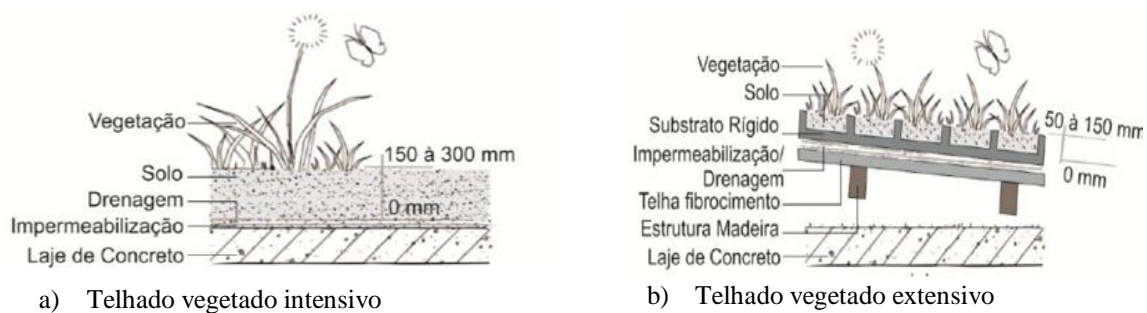 Vegetação
150 à 300 mm
Solo
Drenagem
0 mm
Impermeabilização
Laje de Concreto
a) Telhado vegetado intensivo
Vegetação
Solo
Substrato Rígido
50 à 150 mm
Impermeabilização/
Drenagem
0 mm
Telha fibrocimento
Estrutura Madeira
Laje de Concreto
b) Telhado vegetado extensivo